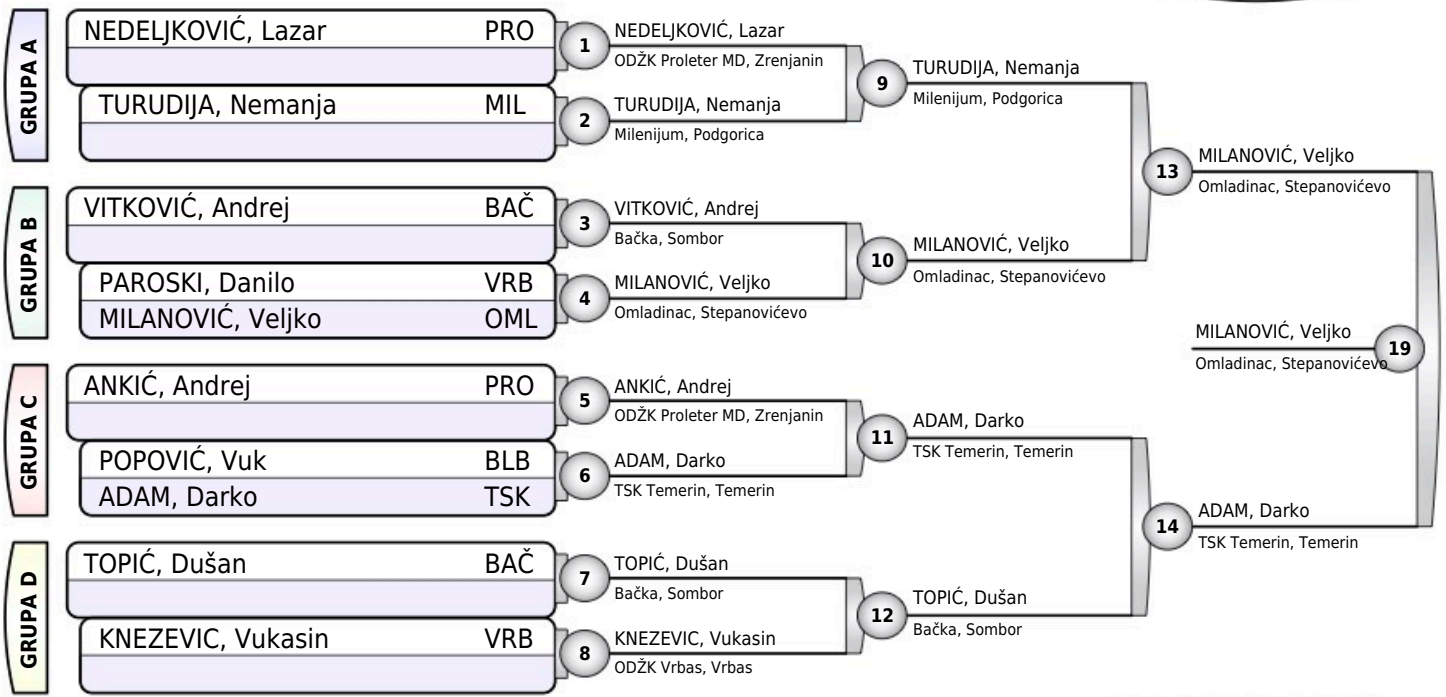 GRUPA A
NEDELJKOVIĆ, Lazar PRO
1
NEDELJKOVIĆ, Lazar
ODŽK Proleter MD, Zrenjanin
TURUDIJA, Nemanja MIL
2
TURUDIJA, Nemanja
Milenijum, Podgorica
9
TURUDIJA, Nemanja
Milenijum, Podgorica
GRUPA B
VITKOVIĆ, Andrej BAČ
3
VITKOVIĆ, Andrej
Bačka, Sombor
PAROSKI, Danilo VRB
MILANOVIĆ, Veljko OML
4
MILANOVIĆ, Veljko
Omladinac, Stepanovićevo
10
MILANOVIĆ, Veljko
Omladinac, Stepanovićevo
13
MILANOVIĆ, Veljko
Omladinac, Stepanovićevo
GRUPA C
ANKIĆ, Andrej PRO
5
ANKIĆ, Andrej
ODŽK Proleter MD, Zrenjanin
POPOVIĆ, Vuk BLB
ADAM, Darko TSK
6
ADAM, Darko
TSK Temerin, Temerin
11
ADAM, Darko
TSK Temerin, Temerin
GRUPA D
TOPIĆ, Dušan BAČ
7
TOPIĆ, Dušan
Bačka, Sombor
KNEZEVIC, Vukasin VRB
8
KNEZEVIC, Vukasin
ODŽK Vrbas, Vrbas
12
TOPIĆ, Dušan
Bačka, Sombor
14
ADAM, Darko
TSK Temerin, Temerin
MILANOVIĆ, Veljko
Omladinac, Stepanovićevo
19